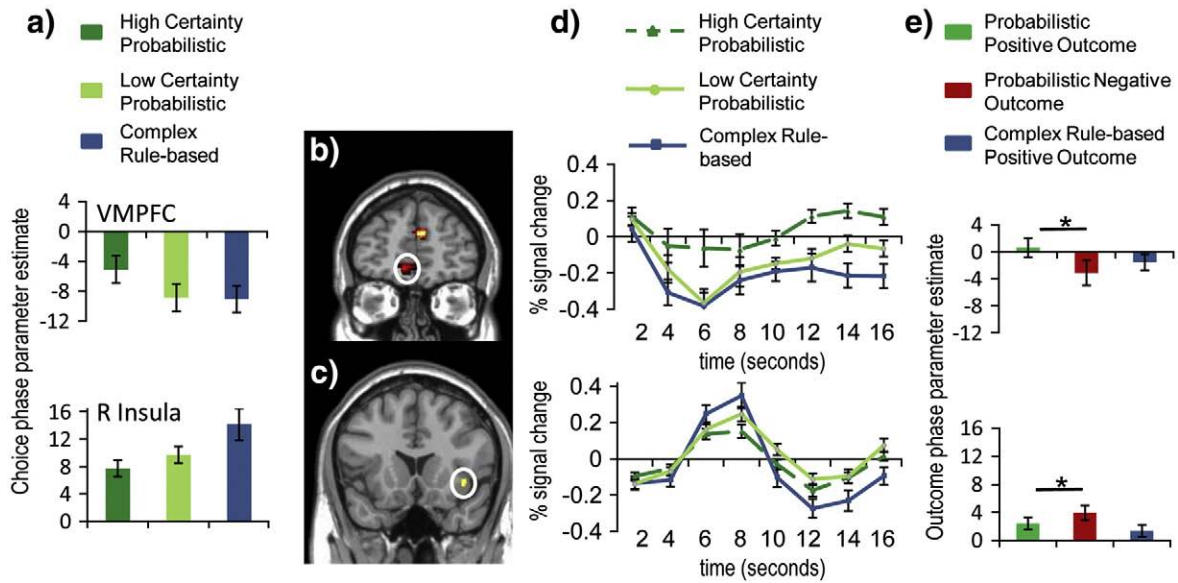 a)
High Certainty
Probabilistic
Low Certainty
Probabilistic
Complex
Rule-based
Choice phase parameter estimate
4
0
-4
-8
-12
VMPFC
16
12
8
4
0
R Insula
b)
c)
d)
High Certainty
Probabilistic
Low Certainty
Probabilistic
Complex Rule-
based
% signal change
0.4
0.2
0
-0.2
-0.4
2 4 6 8 10 12 14 16
time (seconds)
% signal change
0.4
0.2
0
-0.2
-0.4
2 4 6 8 10 12 14 16
time (seconds)
e)
Probabilistic
Positive Outcome
Probabilistic Negative
Outcome
Complex Rule-based
Positive Outcome
Outcome phase parameter estimate
4
0
-4
-8
-12
*
16
12
8
4
0
*